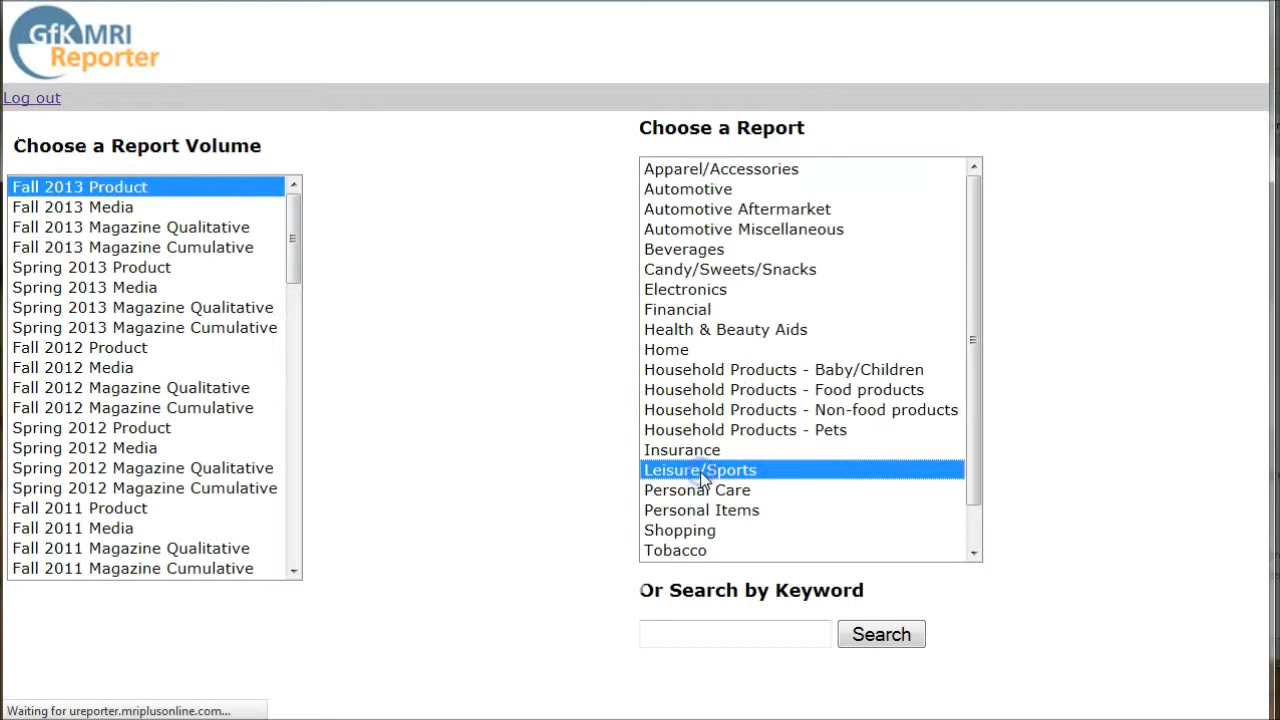 GfK MRI
Reporter
Log out
Choose a Report Volume
Fall 2013 Product
Fall 2013 Media
Fall 2013 Magazine Qualitative
Fall 2013 Magazine Cumulative
Spring 2013 Product
Spring 2013 Media
Spring 2013 Magazine Qualitative
Spring 2013 Magazine Cumulative
Fall 2012 Product
Fall 2012 Media
Fall 2012 Magazine Qualitative
Fall 2012 Magazine Cumulative
Spring 2012 Product
Spring 2012 Media
Spring 2012 Magazine Qualitative
Spring 2012 Magazine Cumulative
Fall 2011 Product
Fall 2011 Media
Fall 2011 Magazine Qualitative
Fall 2011 Magazine Cumulative
Choose a Report
Apparel/Accessories
Automotive
Automotive Aftermarket
Automotive Miscellaneous
Beverages
Candy/Sweets/Snacks
Electronics
Financial
Health & Beauty Aids
Home
Household Products - Baby/Children
Household Products - Food products
Household Products - Non-food products
Household Products - Pets
Insurance
Leisure/Sports
Personal Care
Personal Items
Shopping
Tobacco
Or Search by Keyword
Search
Waiting for ureporter.mriplusonline.com...